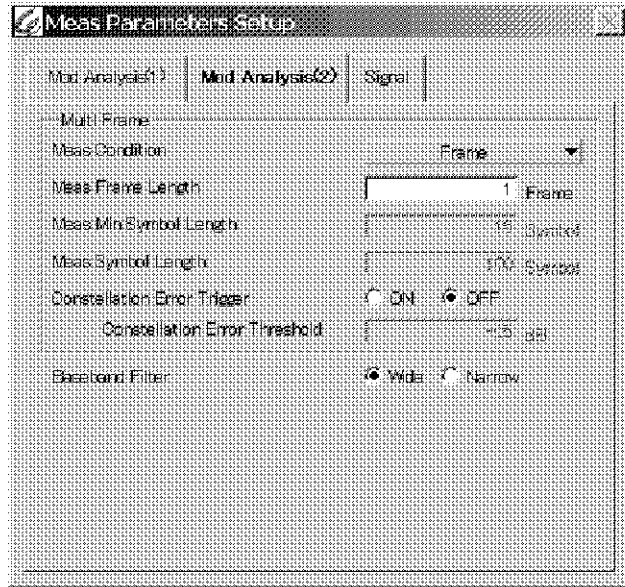 Meas Parameters Setup
Mod Analysis(1) Mod Analysis(2) Signal
Multi Frame
Meas Condition Frame
Meas Frame Length 1 Frame
Meas Min Symbol Length 16 Symbol
Meas Symbol Length 100 Symbol
Constellation Error Trigger ON OFF
Constellation Error Threshold dB
Baseband Filter Wide Narrow